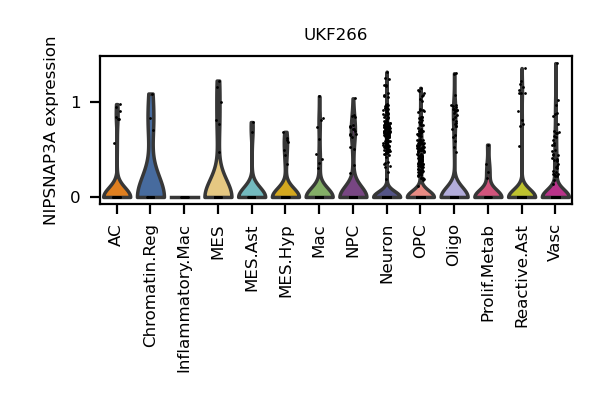 UKF266
NIPSNAP3A expression
1
0
AC
Chromatin.Reg
Inflammatory.Mac
MES
MES.Ast
MES.Hyp
Mac
NPC
Neuron
OPC
Oligo
Prolif.Metab
Reactive.Ast
Vasc